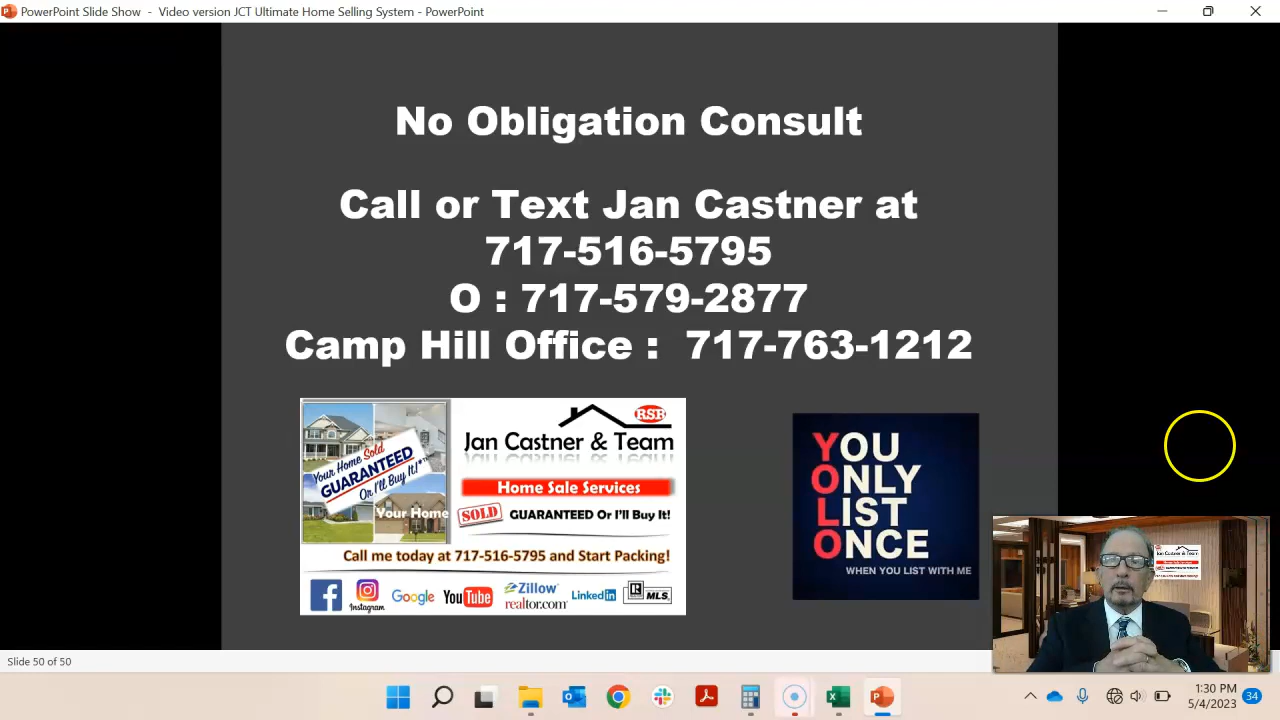 PowerPoint Slide Show - Video version JCT Ultimate Home Selling System - PowerPoint
No Obligation Consult
Call or Text Jan Castner at
717-516-5795
O : 717-579-2877
Camp Hill Office : 717-763-1212
Your Home Sold
GUARANTEED
Or I'll Buy It!
Your Home
RSR
Jan Castner & Team
Home Sale Services
SOLD GUARANTEED Or I'll Buy It!
Call me today at 717-516-5795 and Start Packing!
Instagram
Google
YouTube
Zillow
realtor.com
LinkedIn
MLS
YOU
ONLY
LIST
ONCE
WHEN YOU LIST WITH ME
Jan Castner & Team
Slide 50 of 50
1:30 PM
5/4/2023
34